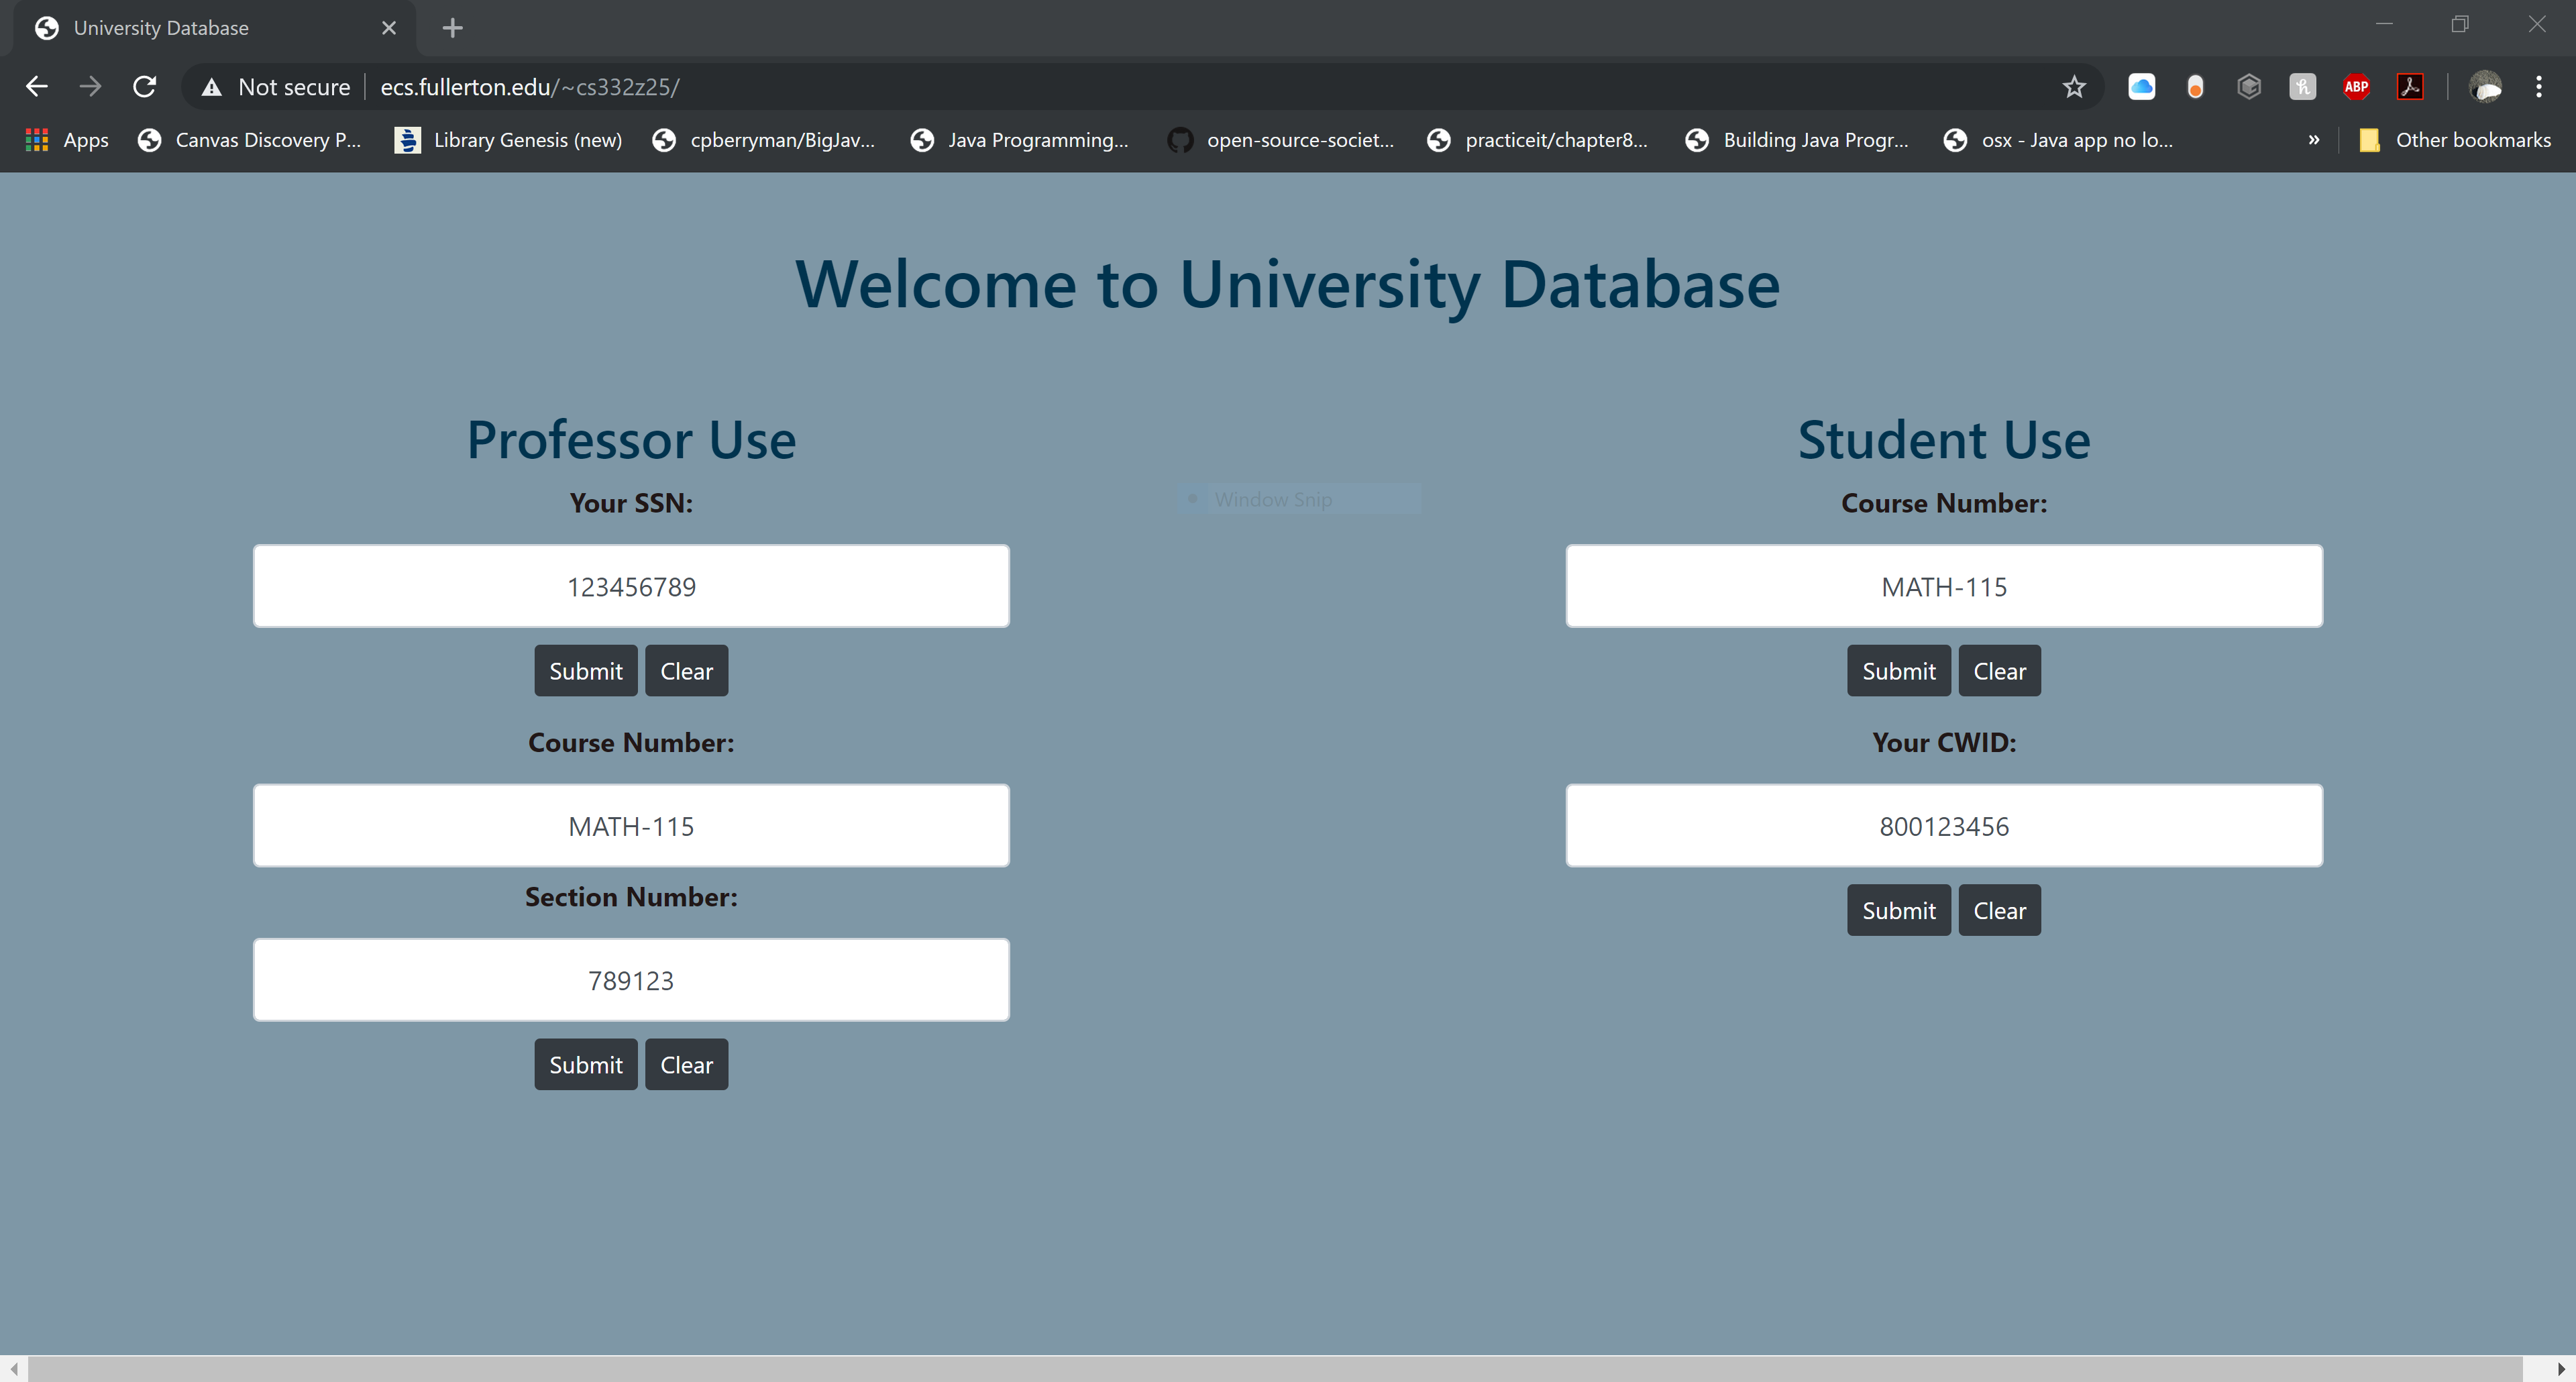 University Database
Not secure ecs.fullerton.edu/~cs332z25/
ABP
Apps Canvas Discovery P... Library Genesis (new) cpberryman/BigJav... Java Programming... open-source-societ... practiceit/chapter8... Building Java Progr... osx - Java app no lo... » Other bookmarks
Welcome to University Database
Professor Use
Your SSN:
123456789
Submit Clear
Course Number:
MATH-115
Section Number:
789123
Submit Clear
Window Snip
Student Use
Course Number:
MATH-115
Submit Clear
Your CWID:
800123456
Submit Clear